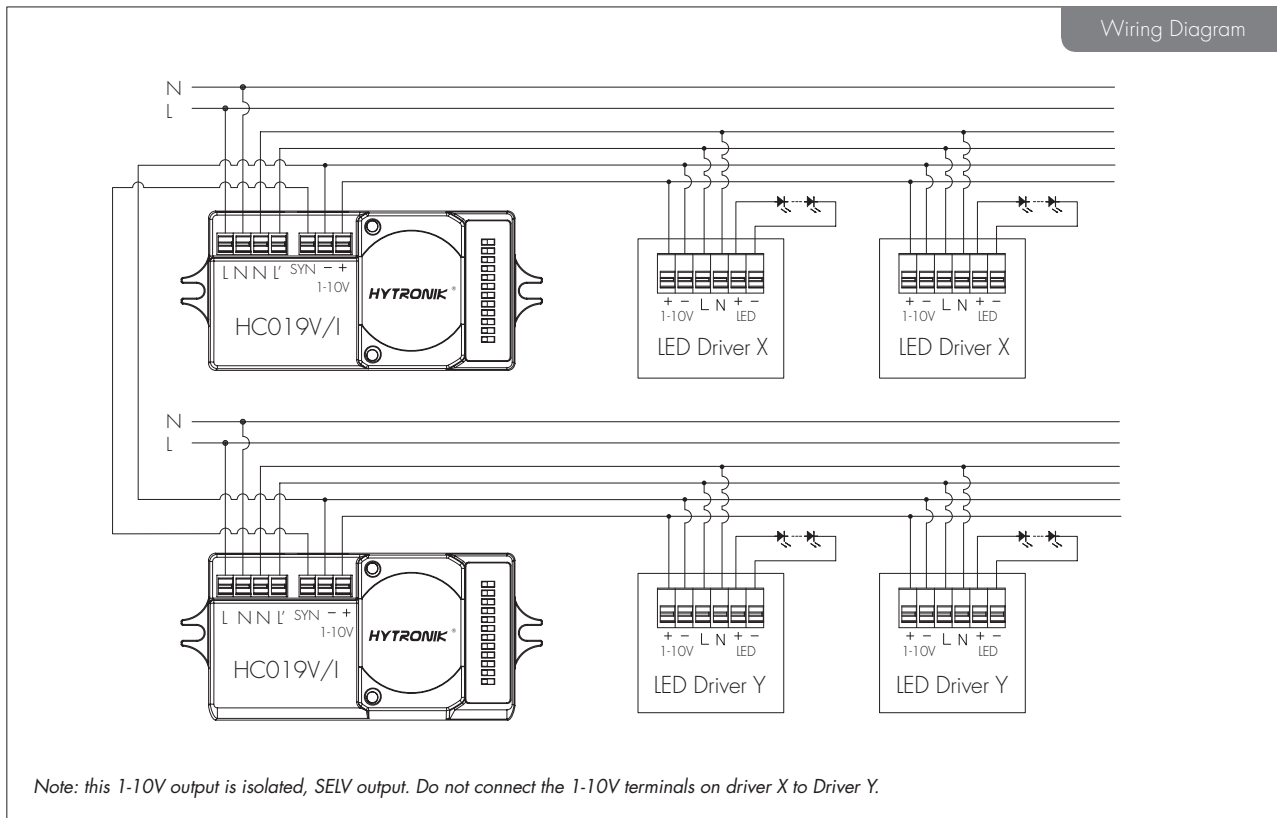 Wiring Diagram
N
L
L N N L' SYN − +
1-10V
HYTRONIK ®
HC019V/I
+ − L N + −
1-10V LED
LED Driver X
+ − L N + −
1-10V LED
LED Driver X
N
L
L N N L' SYN − +
1-10V
HYTRONIK ®
HC019V/I
+ − L N + −
1-10V LED
LED Driver Y
+ − L N + −
1-10V LED
LED Driver Y
Note: this 1-10V output is isolated, SELV output. Do not connect the 1-10V terminals on driver X to Driver Y.